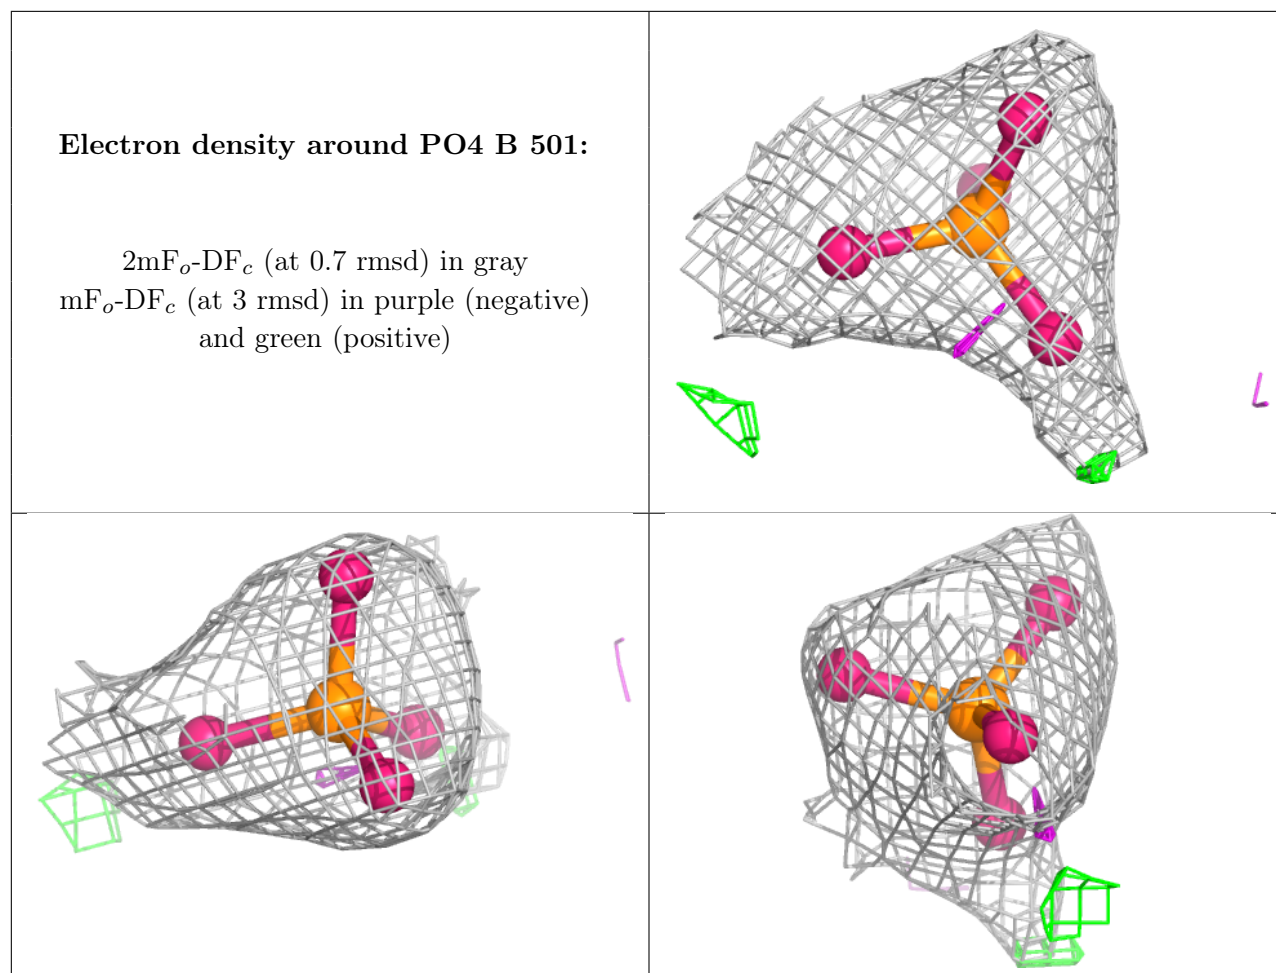 Electron density around PO4 B 501:
2mFo-DFc (at 0.7 rmsd) in gray
mFo-DFc (at 3 rmsd) in purple (negative)
and green (positive)